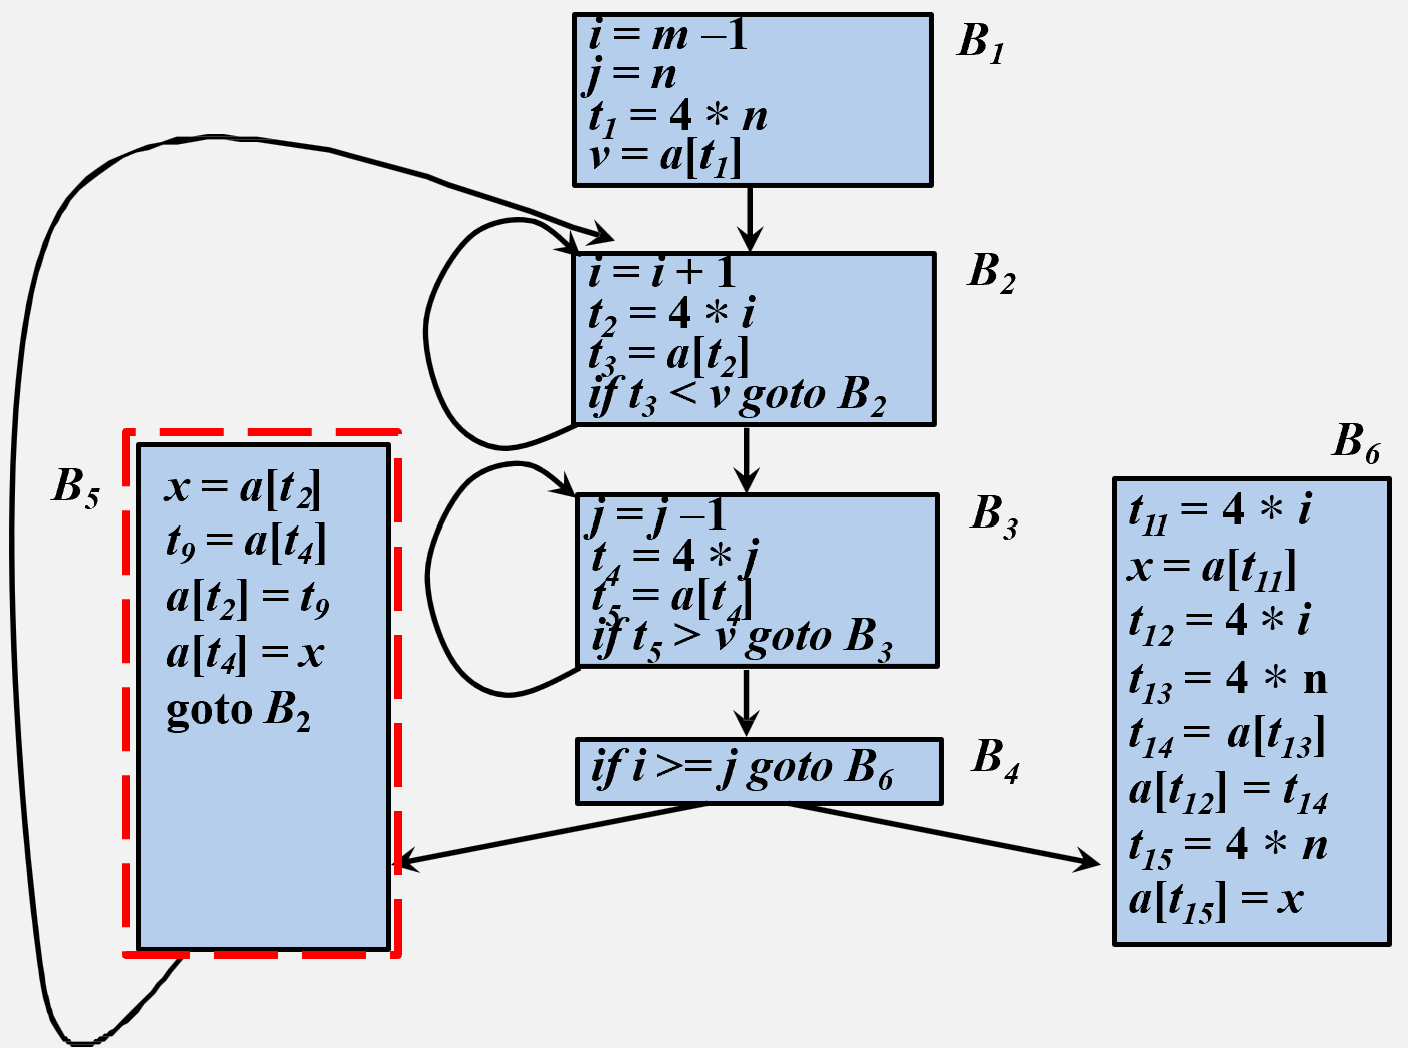 i = m –1
j = n
t₁ = 4 * n
v = a[t₁]
B₁
i = i + 1
t₂ = 4 * i
t₃ = a[t₂]
if t₃ < v goto B₂
B₂
j = j –1
t₄ = 4 * j
t₅ = a[t₄]
if t₅ > v goto B₃
B₃
if i >= j goto B₆
B₄
B₅
x = a[t₂]
t₉ = a[t₄]
a[t₂] = t₉
a[t₄] = x
goto B₂
B₆
t₁₁ = 4 * i
x = a[t₁₁]
t₁₂ = 4 * i
t₁₃ = 4 * n
t₁₄ = a[t₁₃]
a[t₁₂] = t₁₄
t₁₅ = 4 * n
a[t₁₅] = x